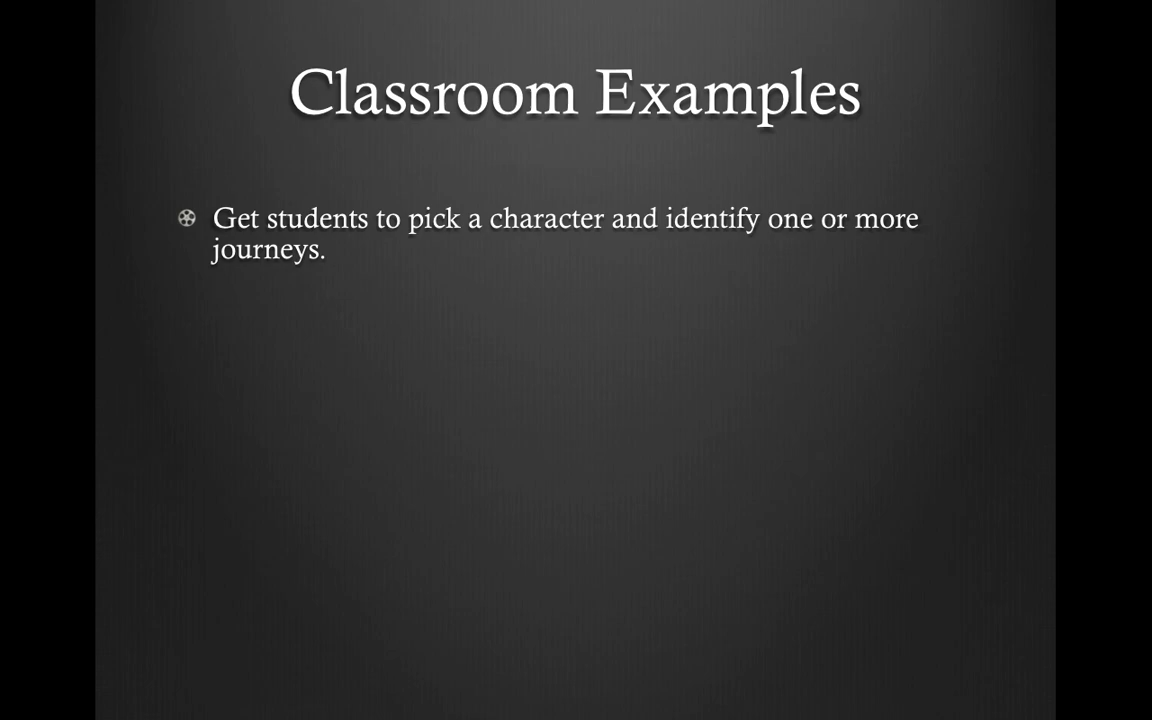 Classroom Examples
Get students to pick a character and identify one or more
journeys.